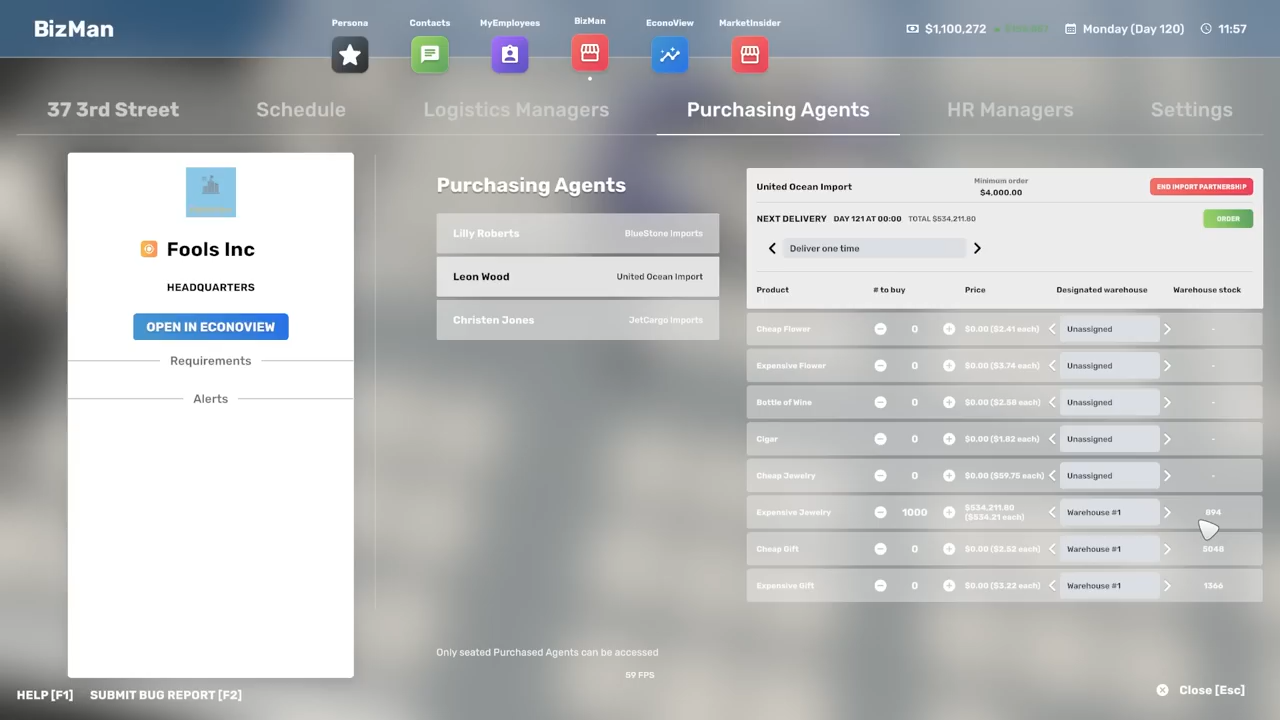 BizMan
Persona
Contacts
MyEmployees
BizMan
EconoView
MarketInsider
$1,100,272
Monday (Day 120)
11:57
37 3rd Street
Schedule
Logistics Managers
Purchasing Agents
HR Managers
Settings
Fools Inc
HEADQUARTERS
OPEN IN ECONOVIEW
Requirements
Alerts
Purchasing Agents
Lilly Roberts BlueStone Imports
Leon Wood United Ocean Import
Christen Jones JetCargo Imports
Only seated Purchased Agents can be accessed
59 FPS
United Ocean Import
Minimum order
$4,000.00
END IMPORT PARTNERSHIP
NEXT DELIVERY DAY 121 AT 00:00 TOTAL $534,211.80
ORDER
Deliver one time
Product # to buy Price Designated warehouse Warehouse stock
Cheap Flower 0 $0.00 ($2.41 each) Unassigned -
Expensive Flower 0 $0.00 ($3.74 each) Unassigned -
Bottle of Wine 0 $0.00 ($2.58 each) Unassigned -
Cigar 0 $0.00 ($1.82 each) Unassigned -
Cheap Jewelry 0 $0.00 ($59.75 each) Unassigned -
Expensive Jewelry 1000 $534,211.80 ($534.21 each) Warehouse #1 894
Cheap Gift 0 $0.00 ($2.52 each) Warehouse #1 5048
Expensive Gift 0 $0.00 ($3.22 each) Warehouse #1 1366
HELP [F1] SUBMIT BUG REPORT [F2]
Close [Esc]